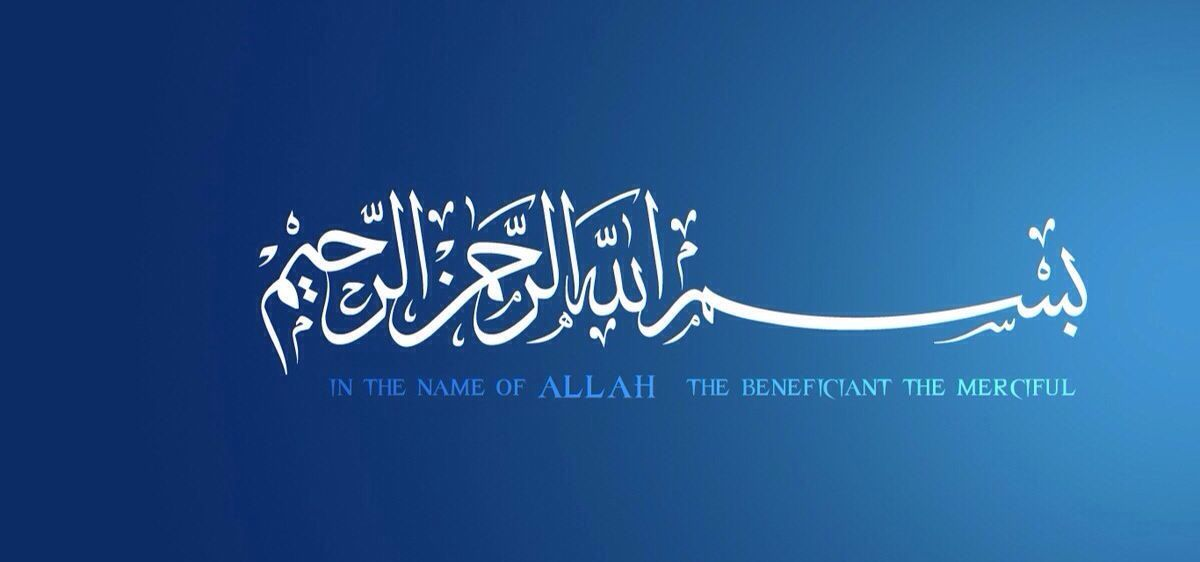 بسم الله الرحمن الرحيم
IN THE NAME OF ALLAH THE BENEFICIANT THE MERCIFUL